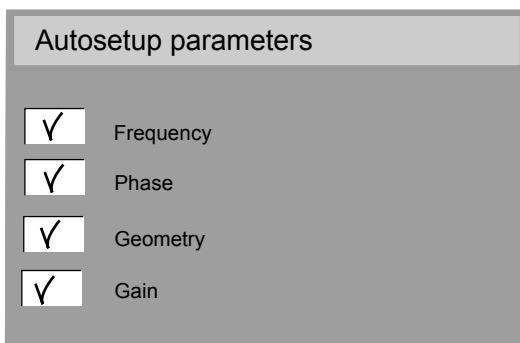 Autosetup parameters
Frequency
Phase
Geometry
Gain